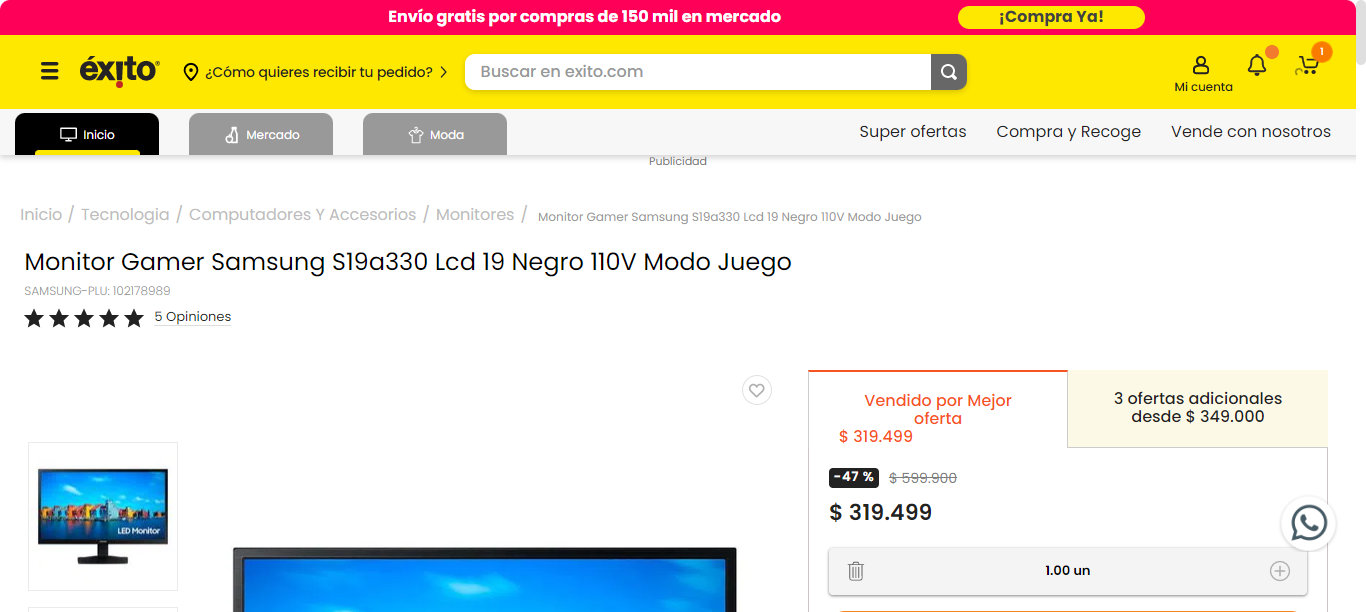 Envío gratis por compras de 150 mil en mercado
¡Compra Ya!
éxito
¿Cómo quieres recibir tu pedido?
Buscar en exito.com
Mi cuenta
1
Inicio
Mercado
Moda
Super ofertas
Compra y Recoge
Vende con nosotros
Publicidad
Inicio / Tecnologia / Computadores Y Accesorios / Monitores / Monitor Gamer Samsung S19a330 Lcd 19 Negro 110V Modo Juego
Monitor Gamer Samsung S19a330 Lcd 19 Negro 110V Modo Juego
SAMSUNG-PLU: 102178989
5 Opiniones
LED Monitor
Vendido por Mejor
oferta
$ 319.499
3 ofertas adicionales
desde $ 349.000
-47 % $ 599.900
$ 319.499
1.00 un